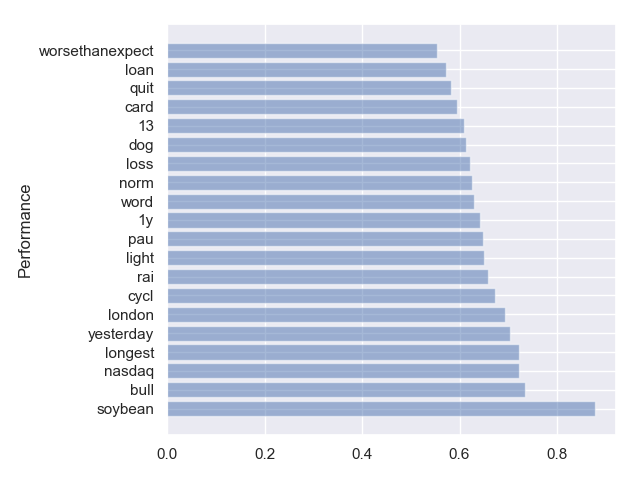 worsethanexpect
loan
quit
card
13
dog
loss
norm
word
1y
pau
light
rai
cycl
london
yesterday
longest
nasdaq
bull
soybean
Performance
0.0 0.2 0.4 0.6 0.8